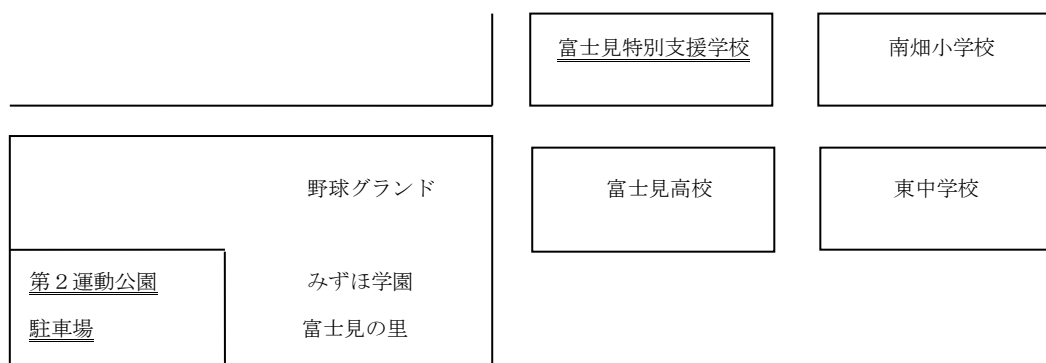 富士見特別支援学校
南畑小学校
野球グランド
富士見高校
東中学校
第２運動公園
みずほ学園
駐車場
富士見の里